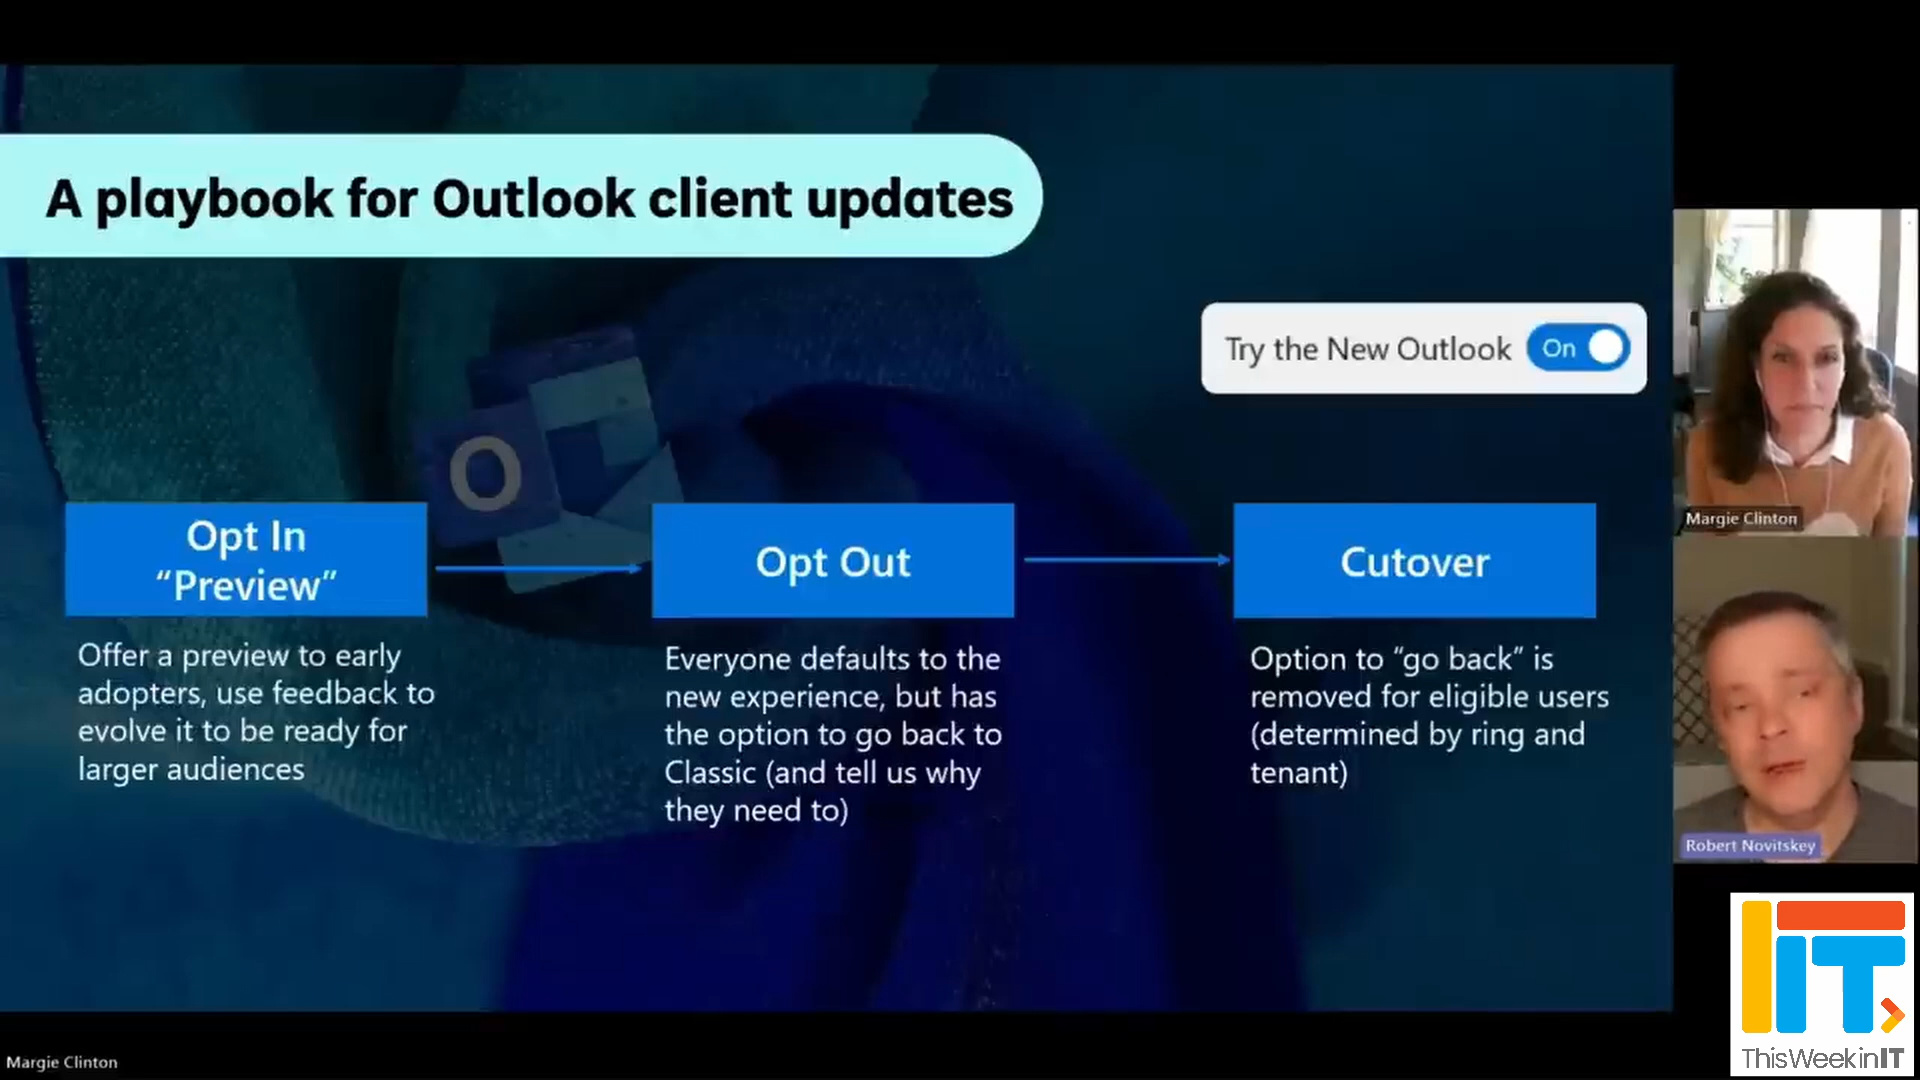 A playbook for Outlook client updates
Try the New Outlook On
Opt In
“Preview”
Offer a preview to early
adopters, use feedback to
evolve it to be ready for
larger audiences
Opt Out
Everyone defaults to the
new experience, but has
the option to go back to
Classic (and tell us why
they need to)
Cutover
Option to “go back” is
removed for eligible users
(determined by ring and
tenant)
O
Margie Clinton
Robert Novitskey
IT
ThisWeekinIT
Margie Clinton